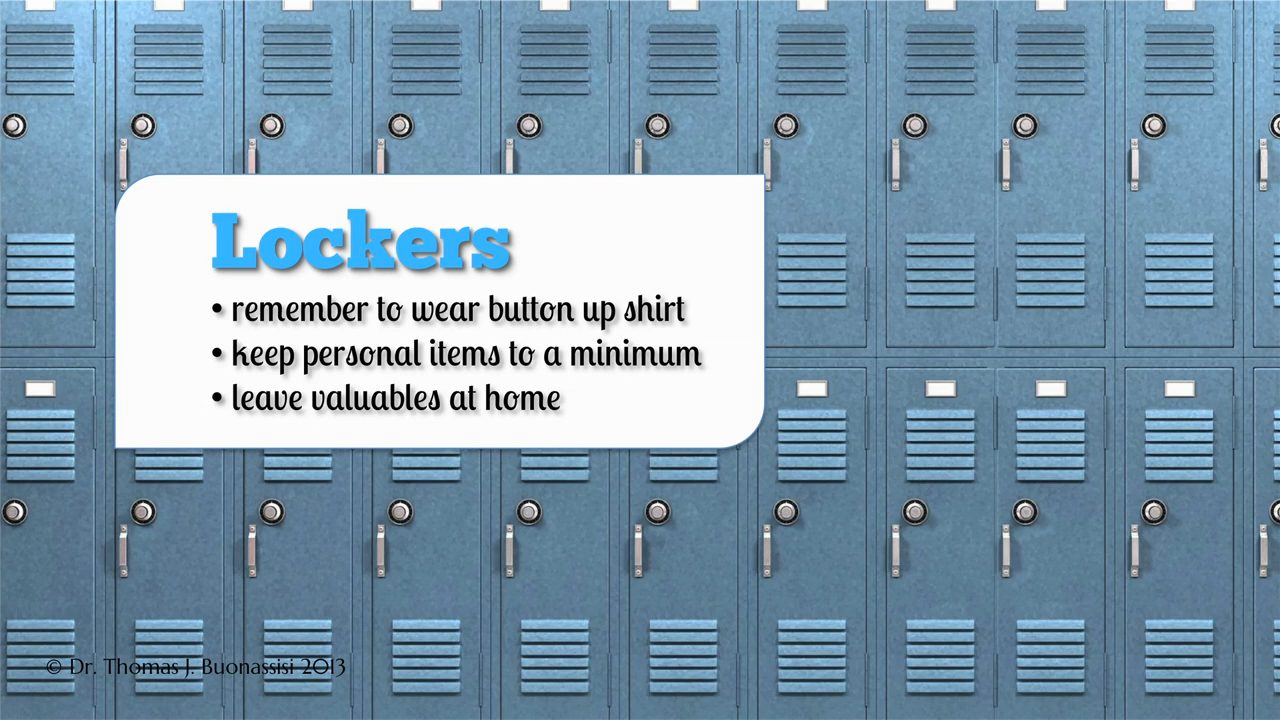 Lockers
• remember to wear button up shirt
• keep personal items to a minimum
• leave valuables at home
© Dr. Thomas J. Buonassisi 2013